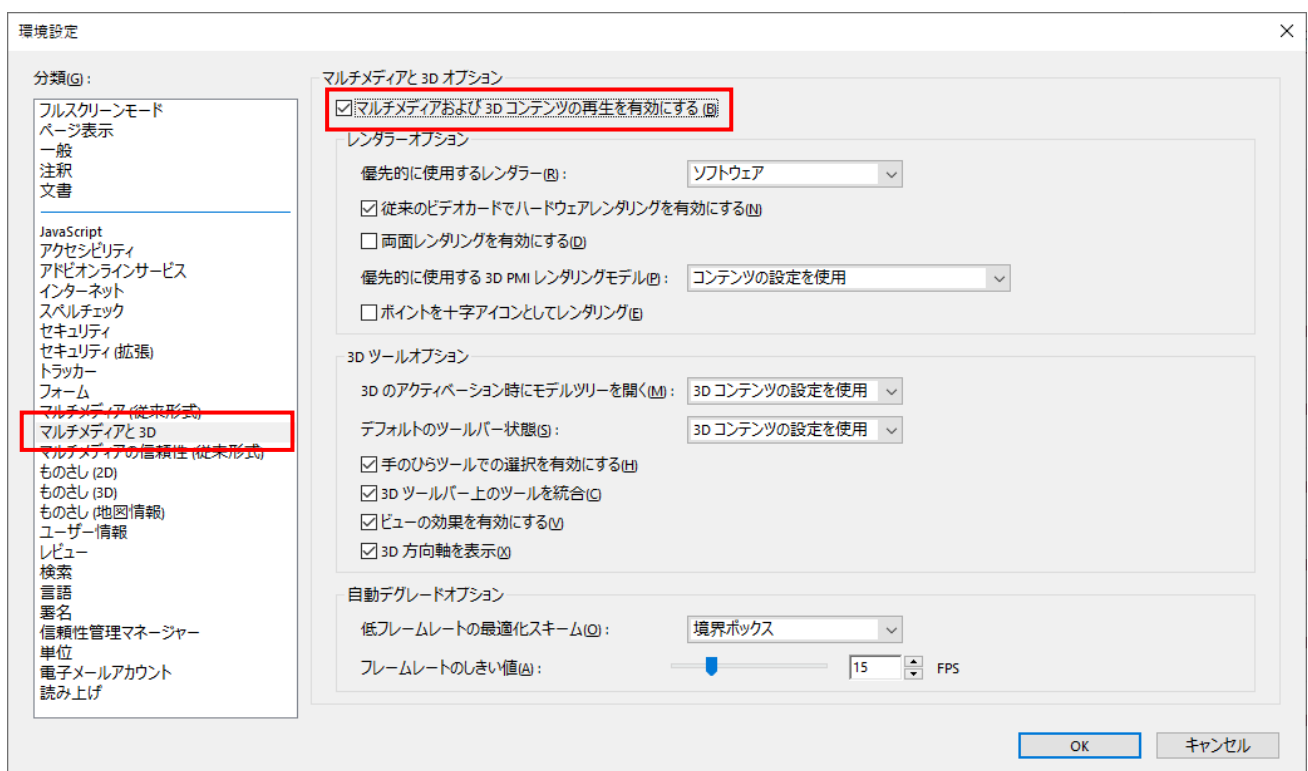 環境設定
分類(G):
フルスクリーンモード
ページ表示
一般
注釈
文書
JavaScript
アクセシビリティ
アドビオンラインサービス
インターネット
スペルチェック
セキュリティ
セキュリティ (拡張)
トラッカー
フォーム
マルチメディア (従来形式)
マルチメディアと 3D
マルチメディアの信頼性 (従来形式)
ものさし (2D)
ものさし (3D)
ものさし (地図情報)
ユーザー情報
レビュー
検索
言語
署名
信頼性管理マネージャー
単位
電子メールアカウント
読み上げ
マルチメディアと 3D オプション
マルチメディアおよび 3D コンテンツの再生を有効にする(B)
レンダラーオプション
優先的に使用するレンダラー(R): ソフトウェア
従来のビデオカードでハードウェアレンダリングを有効にする(N)
両面レンダリングを有効にする(D)
優先的に使用する 3D PMI レンダリングモデル(P): コンテンツの設定を使用
ポイントを十字アイコンとしてレンダリング(E)
3D ツールオプション
3D のアクティベーション時にモデルツリーを開く(M): 3D コンテンツの設定を使用
デフォルトのツールバー状態(S): 3D コンテンツの設定を使用
手のひらツールでの選択を有効にする(H)
3D ツールバー上のツールを統合(C)
ビューの効果を有効にする(V)
3D 方向軸を表示(X)
自動デグレードオプション
低フレームレートの最適化スキーム(O): 境界ボックス
フレームレートのしきい値(A): 15 FPS
OK キャンセル